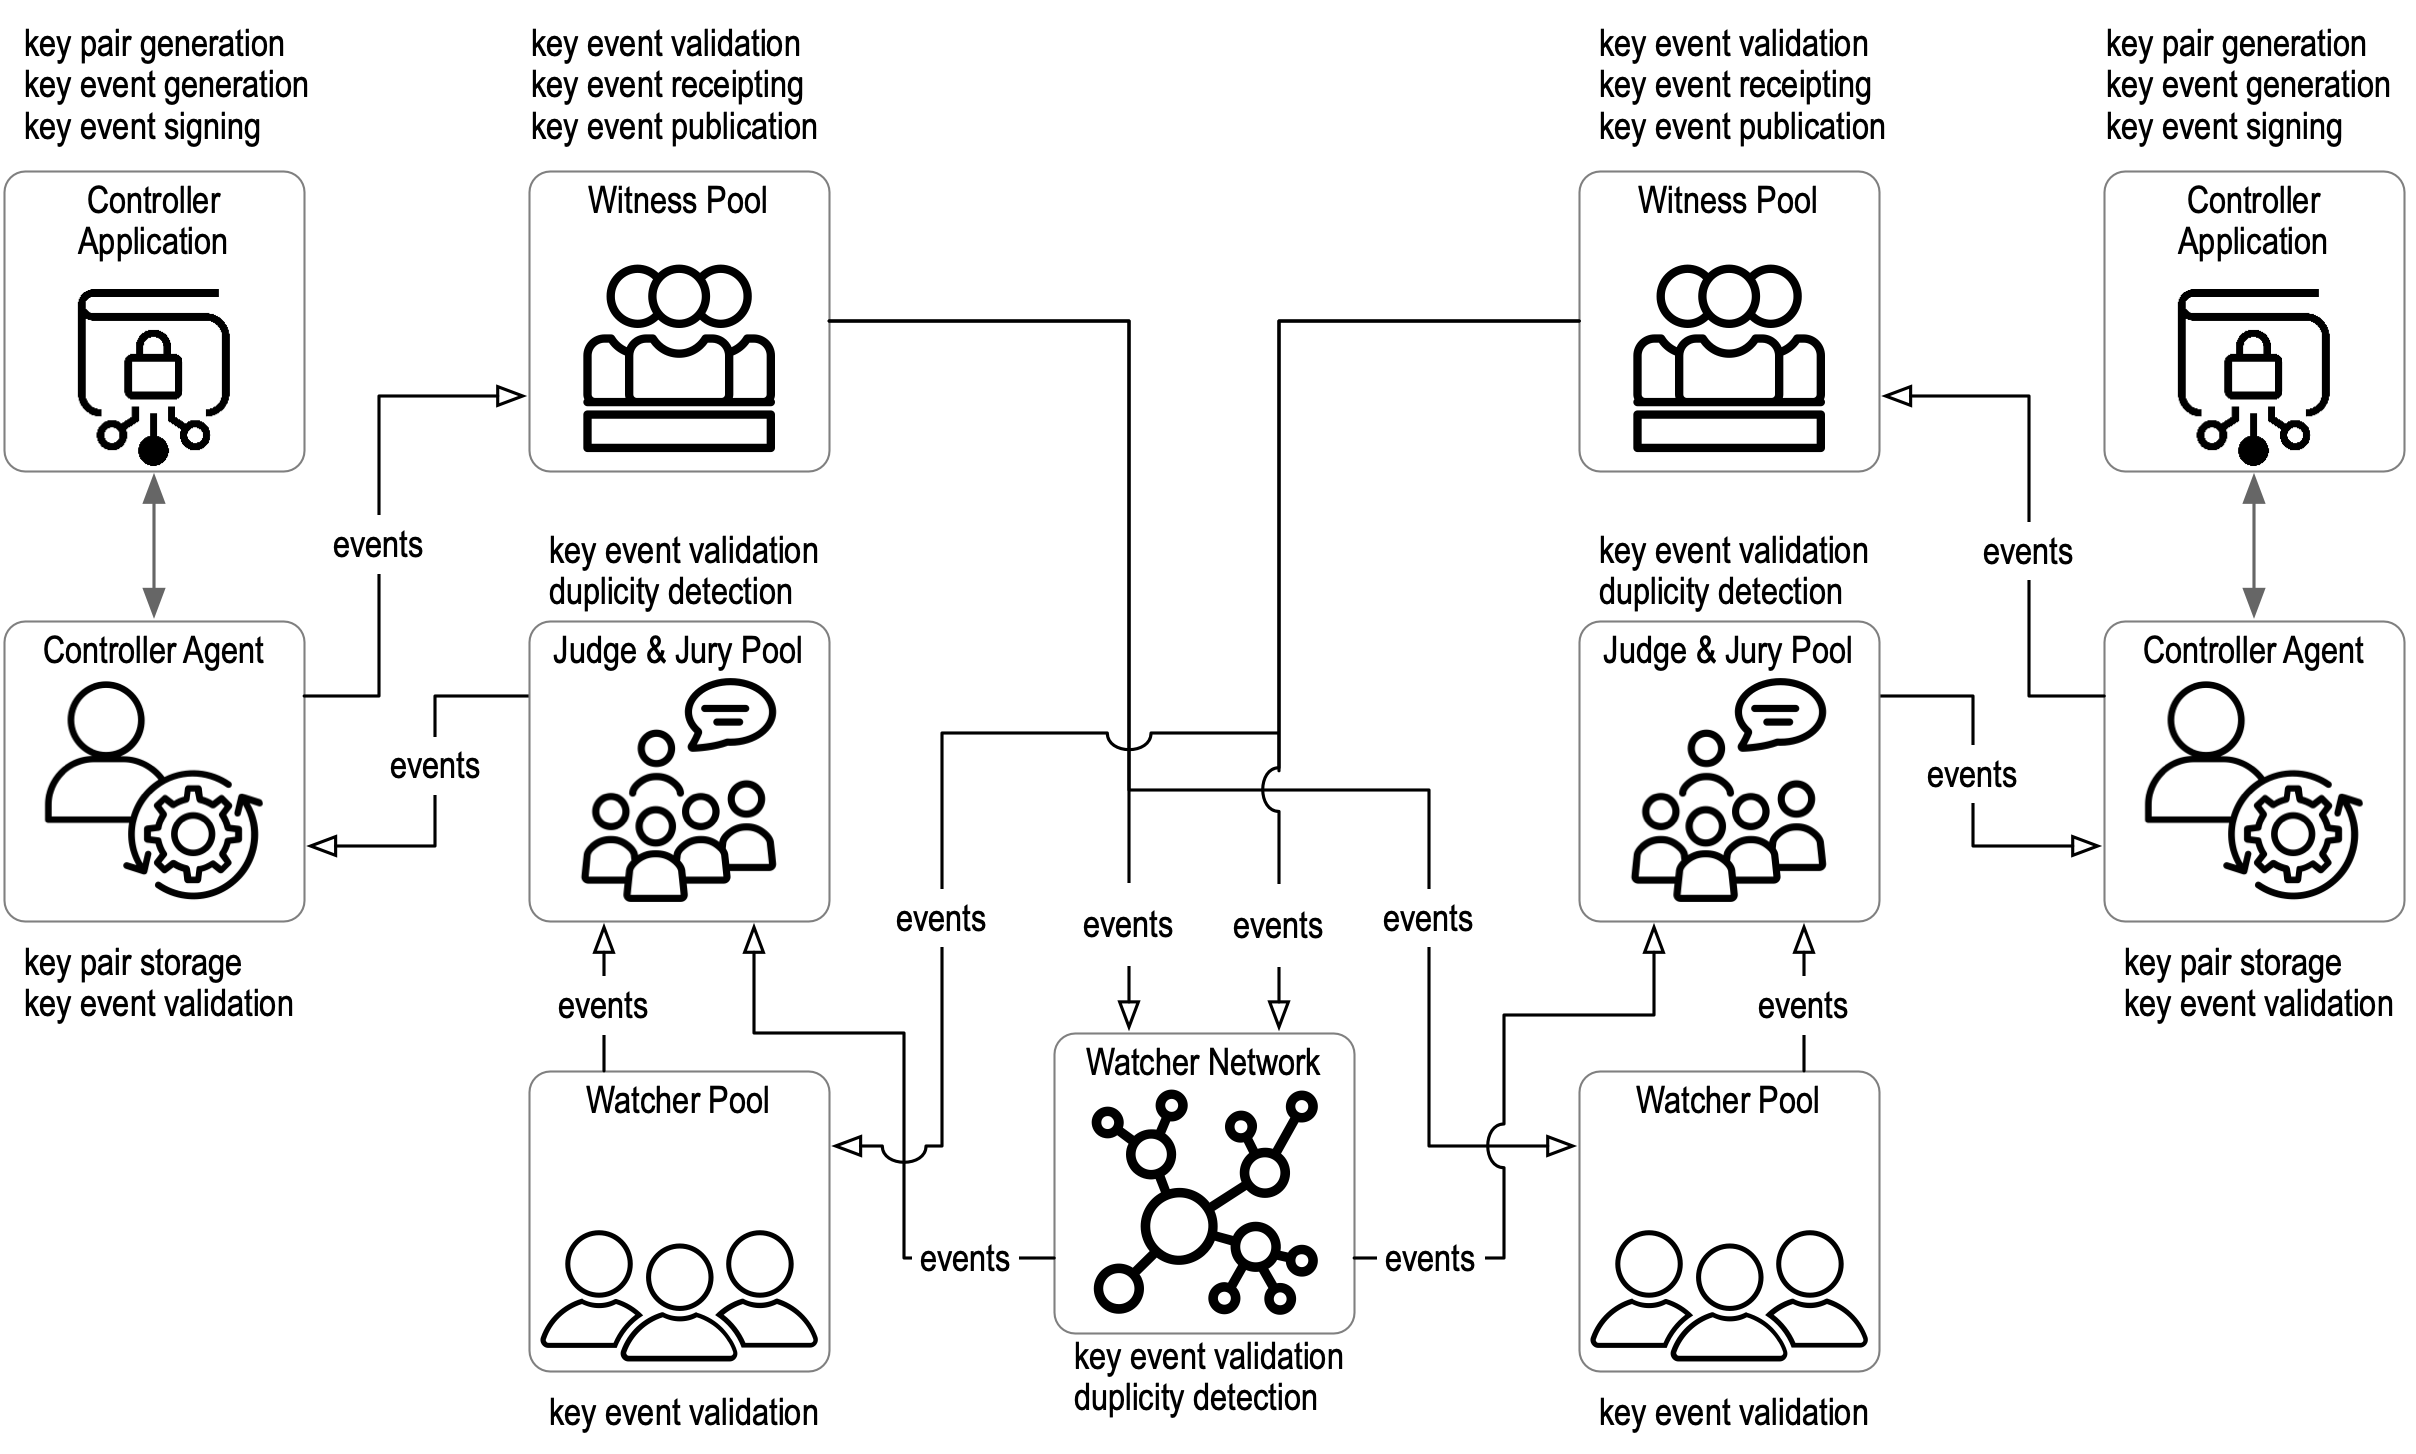 key pair generation
key event generation
key event signing
key event validation
key event receipting
key event publication
key event validation
key event receipting
key event publication
key pair generation
key event generation
key event signing
Controller
Application
Witness Pool
Witness Pool
Controller
Application
events
key event validation
duplicity detection
key event validation
duplicity detection
events
Controller Agent
Judge & Jury Pool
Judge & Jury Pool
Controller Agent
events
events
events
events
events
events
key pair storage
key event validation
events
events
key pair storage
key event validation
Watcher Pool
Watcher Network
Watcher Pool
events
events
key event validation
duplicity detection
key event validation
key event validation